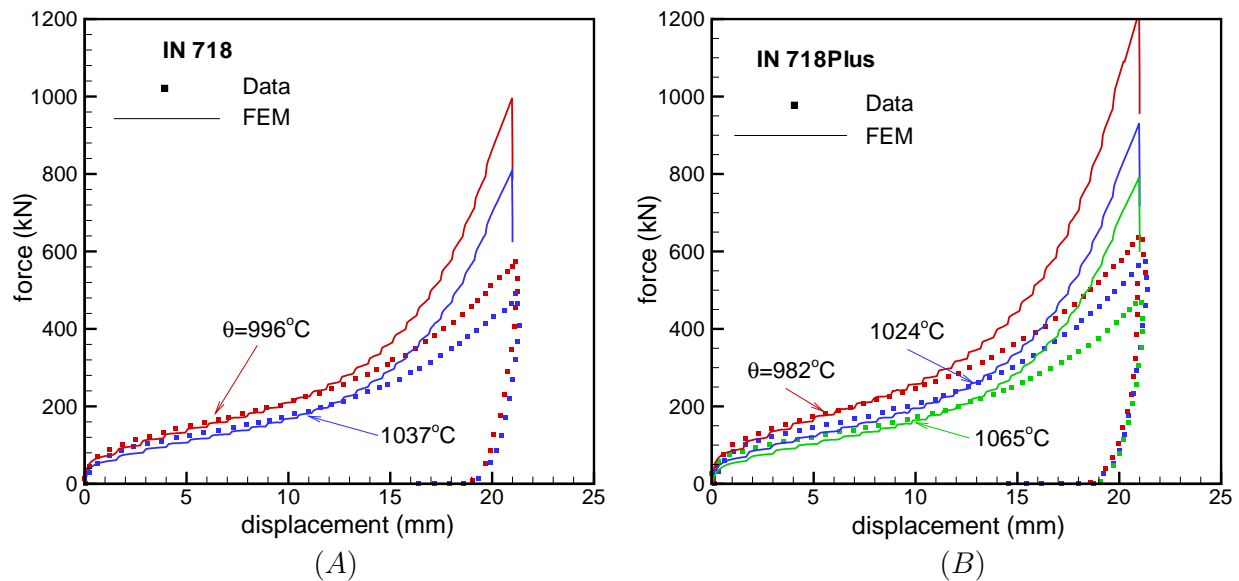 IN 718
Data
FEM
force (kN)
1200
1000
800
600
400
200
0
θ=996°C
1037°C
0 5 10 15 20 25
displacement (mm)
(A)
IN 718Plus
Data
FEM
force (kN)
1200
1000
800
600
400
200
0
1024°C
θ=982°C
1065°C
0 5 10 15 20 25
displacement (mm)
(B)